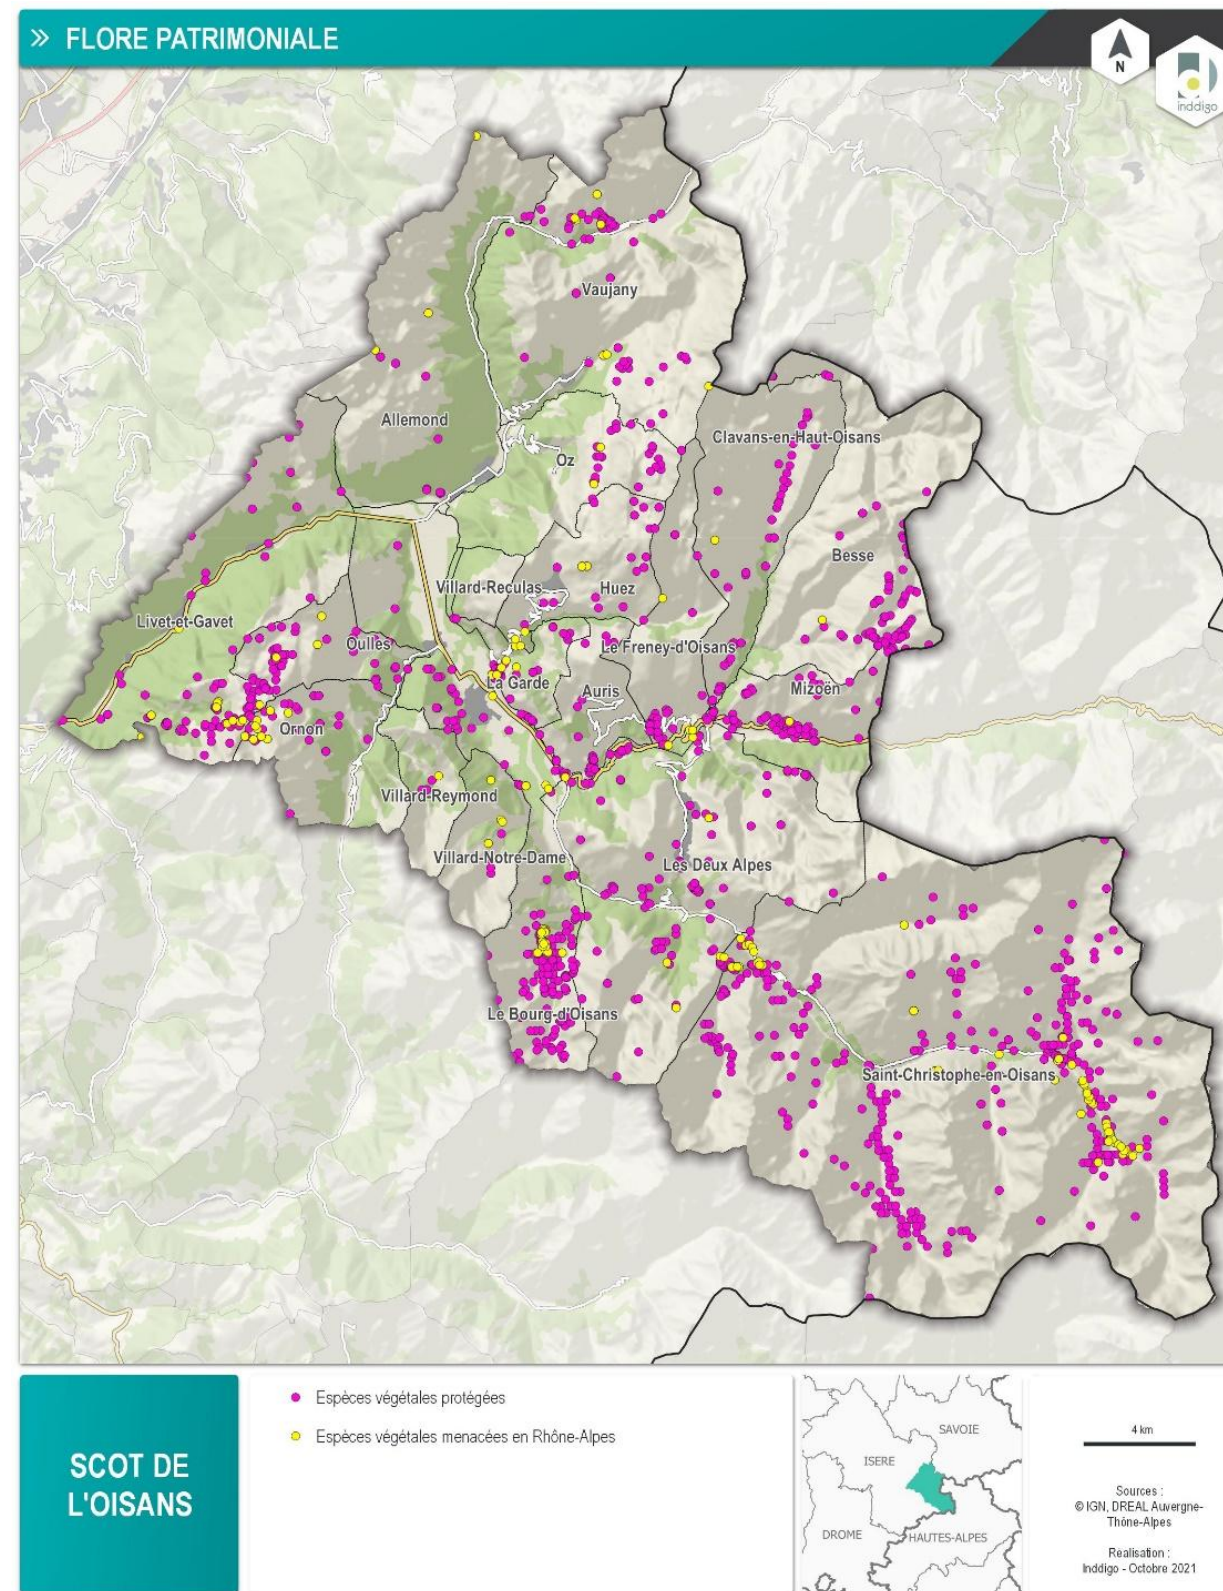 >> FLORE PATRIMONIALE
N
inddigo
Vaujany
Allemond
Clavans-en-Haut-Oisans
Oz
Besse
Villard-Reculas
Huez
Livet-et-Gavet
Oulles
Le Freney-d'Oisans
La Garde
Auris
Mizoën
Ornon
Villard-Reymond
Villard-Notre-Dame
Les Deux Alpes
Le Bourg-d'Oisans
Saint-Christophe-en-Oisans
SCOT DE
L'OISANS
Espèces végétales protégées
Espèces végétales menacées en Rhône-Alpes
SAVOIE
ISERE
DROME
HAUTES-ALPES
4 km
Sources :
© IGN, DREAL Auvergne-
Thône-Alpes
Réalisation :
Inddigo - Octobre 2021